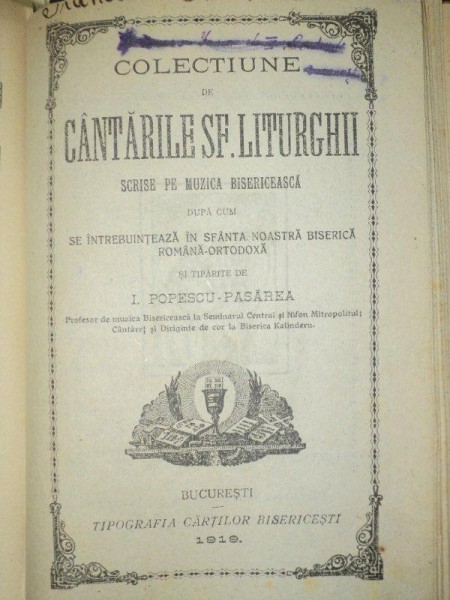 COLECTIUNE
DE
CÂNTĂRILE SF. LITURGHII
SCRISE PE MUZICA BISERICEASCĂ
DUPĂ CUM
SE ÎNTREBUINȚEAZĂ ÎN SFÂNTA NOASTRĂ BISERICĂ
ROMÂNĂ-ORTODOXĂ
ȘI TIPĂRITE DE
I. POPESCU-PASĂREA
Profesor de muzica Bisericească la Seminarul Central și Nifon Mitropolitul;
Cântăreț și Diriginte de cor la Biserica Kalinderu.
BUCUREȘTI
TIPOGRAFIA CĂRȚILOR BISERICEȘTI
1919.